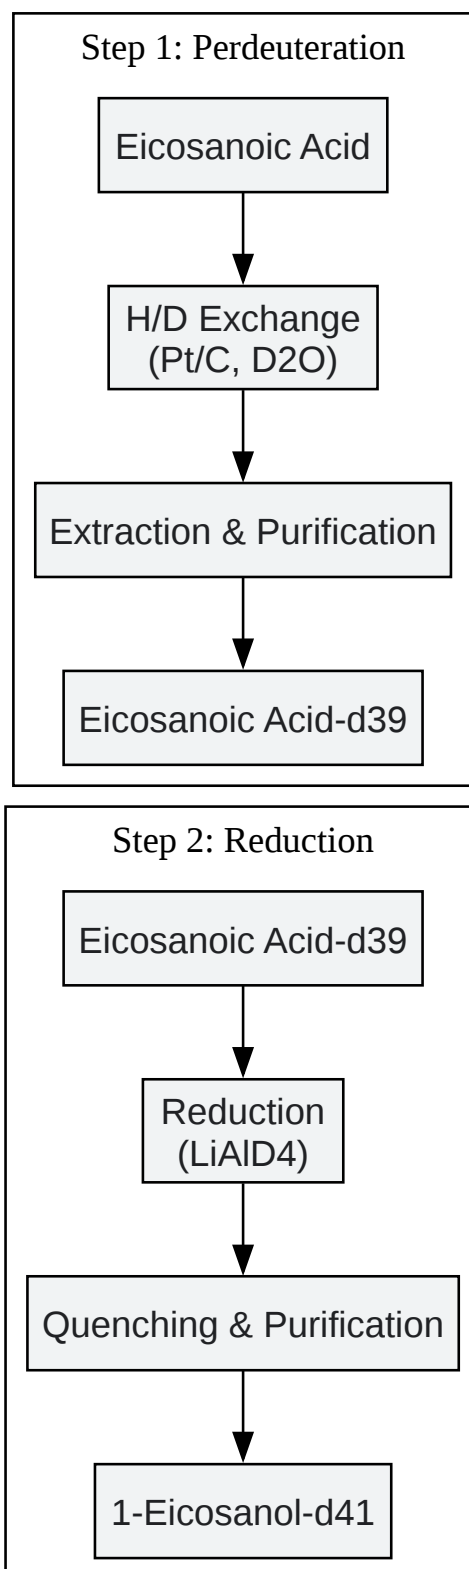 Step 1: Perdeuteration
Eicosanoic Acid
H/D Exchange
(Pt/C, D2O)
Extraction & Purification
Eicosanoic Acid-d39
Step 2: Reduction
Eicosanoic Acid-d39
Reduction
(LiAlD4)
Quenching & Purification
1-Eicosanol-d41